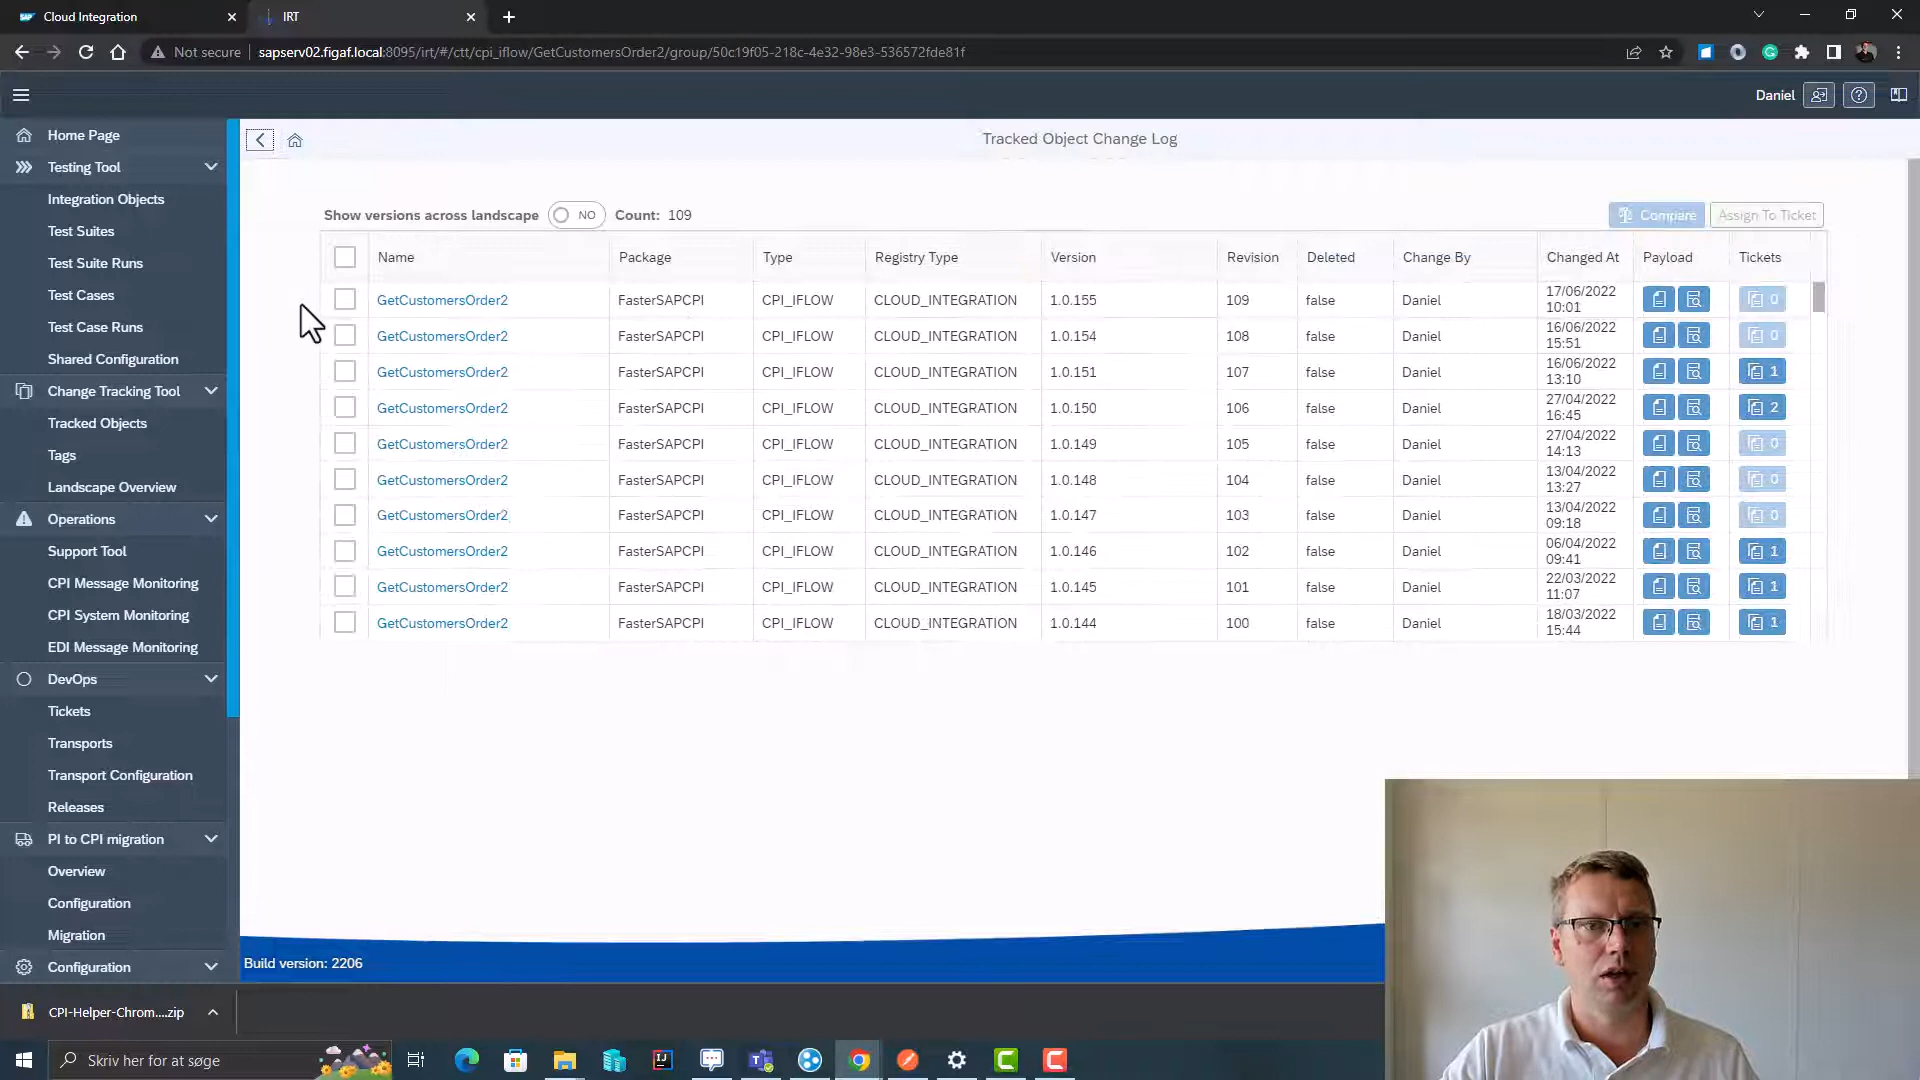 Cloud Integration
IRT
Not secure
sapserv02.figaf.local:8095/irt/#/ctt/cpi_iflow/GetCustomersOrder2/group/50c19f05-218c-4e32-98e3-536572fde81f
Daniel
Home Page
Testing Tool
Integration Objects
Test Suites
Test Suite Runs
Test Cases
Test Case Runs
Shared Configuration
Change Tracking Tool
Tracked Objects
Tags
Landscape Overview
Operations
Support Tool
CPI Message Monitoring
CPI System Monitoring
EDI Message Monitoring
DevOps
Tickets
Transports
Transport Configuration
Releases
PI to CPI migration
Overview
Configuration
Migration
Configuration
Tracked Object Change Log
Show versions across landscape NO Count: 109
Compare Assign To Ticket
Name Package Type Registry Type Version Revision Deleted Change By Changed At Payload Tickets
GetCustomersOrder2 FasterSAPCPI CPI_IFLOW CLOUD_INTEGRATION 1.0.155 109 false Daniel 17/06/2022 10:01 0
GetCustomersOrder2 FasterSAPCPI CPI_IFLOW CLOUD_INTEGRATION 1.0.154 108 false Daniel 16/06/2022 15:51 0
GetCustomersOrder2 FasterSAPCPI CPI_IFLOW CLOUD_INTEGRATION 1.0.151 107 false Daniel 16/06/2022 13:10 1
GetCustomersOrder2 FasterSAPCPI CPI_IFLOW CLOUD_INTEGRATION 1.0.150 106 false Daniel 27/04/2022 16:45 2
GetCustomersOrder2 FasterSAPCPI CPI_IFLOW CLOUD_INTEGRATION 1.0.149 105 false Daniel 27/04/2022 14:13 0
GetCustomersOrder2 FasterSAPCPI CPI_IFLOW CLOUD_INTEGRATION 1.0.148 104 false Daniel 13/04/2022 13:27 0
GetCustomersOrder2 FasterSAPCPI CPI_IFLOW CLOUD_INTEGRATION 1.0.147 103 false Daniel 13/04/2022 09:18 0
GetCustomersOrder2 FasterSAPCPI CPI_IFLOW CLOUD_INTEGRATION 1.0.146 102 false Daniel 06/04/2022 09:41 1
GetCustomersOrder2 FasterSAPCPI CPI_IFLOW CLOUD_INTEGRATION 1.0.145 101 false Daniel 22/03/2022 11:07 1
GetCustomersOrder2 FasterSAPCPI CPI_IFLOW CLOUD_INTEGRATION 1.0.144 100 false Daniel 18/03/2022 15:44 1
Build version: 2206
CPI-Helper-Chrom....zip
Skriv her for at søge